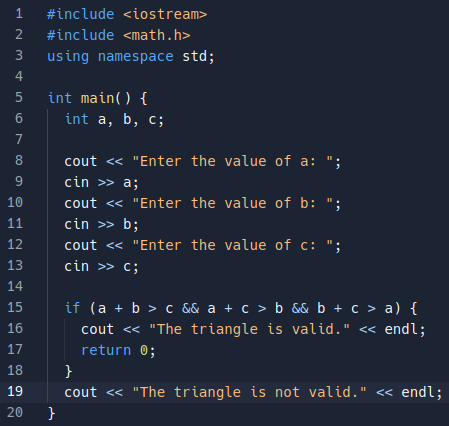 1 #include <iostream>
2 #include <math.h>
3 using namespace std;
4
5 int main() {
6   int a, b, c;
7
8   cout << "Enter the value of a: ";
9   cin >> a;
10   cout << "Enter the value of b: ";
11   cin >> b;
12   cout << "Enter the value of c: ";
13   cin >> c;
14
15   if (a + b > c && a + c > b && b + c > a) {
16     cout << "The triangle is valid." << endl;
17     return 0;
18   }
19   cout << "The triangle is not valid." << endl;
20 }